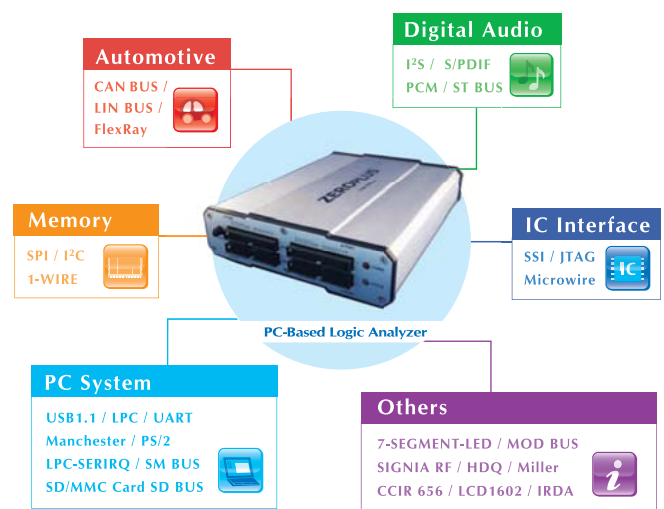 Digital Audio
I²S / S/PDIF
PCM / ST BUS
Automotive
CAN BUS /
LIN BUS /
FlexRay
ZEROPLUS
Memory
SPI / I²C
1-WIRE
IC Interface
SSI / JTAG
Microwire
IC
PC-Based Logic Analyzer
PC System
USB1.1 / LPC / UART
Manchester / PS/2
LPC-SERIRQ / SM BUS
SD/MMC Card SD BUS
Others
7-SEGMENT-LED / MOD BUS
SIGNIA RF / HDQ / Miller
CCIR 656 / LCD1602 / IRDA
i